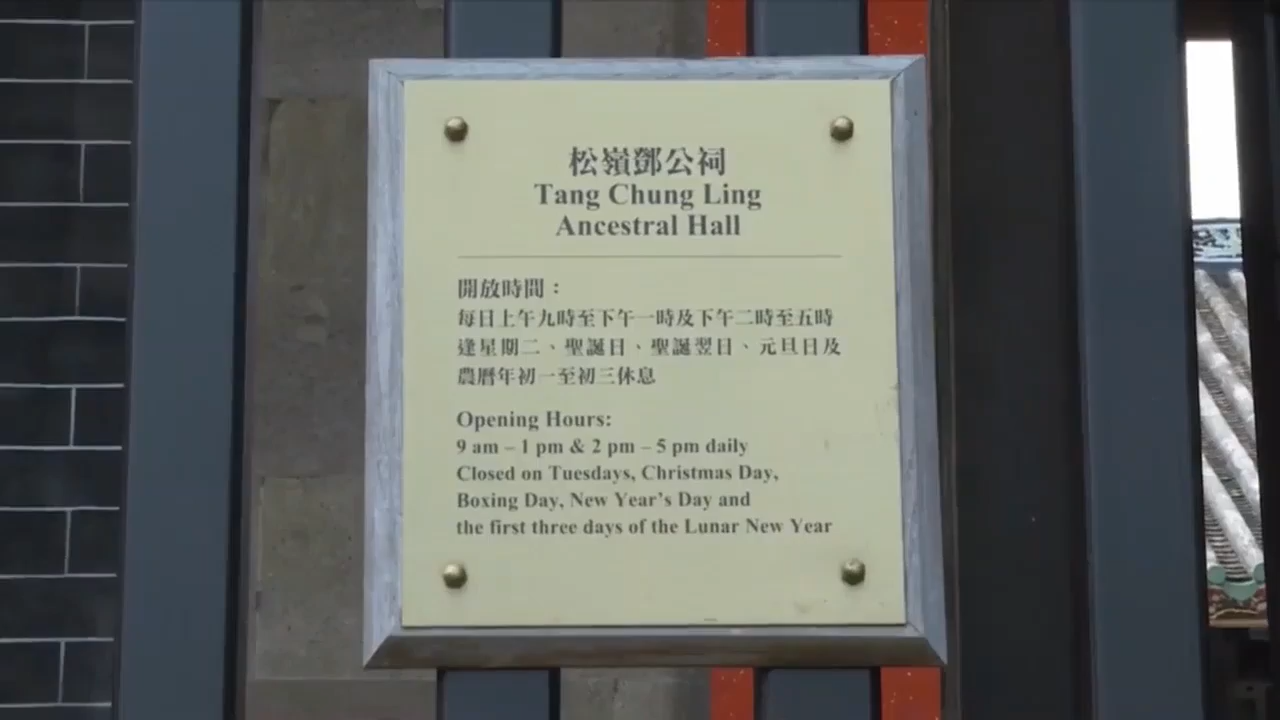 松嶺鄧公祠
Tang Chung Ling
Ancestral Hall
開放時間：
每日上午九時至下午一時及下午二時至五時
逢星期二、聖誕日、聖誕翌日、元旦日及
農曆年初一至初三休息
Opening Hours:
9 am – 1 pm & 2 pm – 5 pm daily
Closed on Tuesdays, Christmas Day,
Boxing Day, New Year’s Day and
the first three days of the Lunar New Year